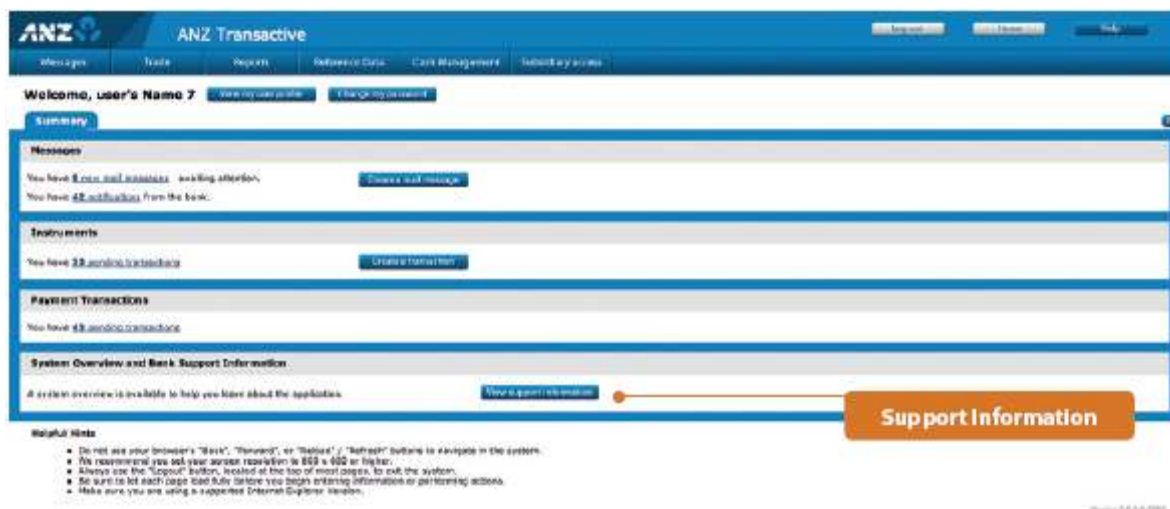 ANZ
ANZ Transactive
Logout Home Help
Messages Trade Reports Reference Data Cash Management Subsidiary access
Welcome, user's Name 7 View my user profile Change my password
Summary
Messages
You have new mail messages awaiting attention.
Create mail message
You have notifications from the bank.
Instruments
You have pending transactions
Create a transaction
Payment Transactions
You have pending transactions
System Overview and Bank Support Information
A system overview is available to help you learn about the application.
View support information
Support Information
Helpful Hints
Do not use your browser's "Back", "Forward", or "Reload" / "Refresh" buttons to navigate in the system.
We recommend you set your screen resolution to 800 x 600 or higher.
Always use the "Logout" button, located at the top of most pages, to exit the system.
Be sure to let each page load fully before you begin entering information or performing actions.
Make sure you are using a supported Internet Explorer Version.